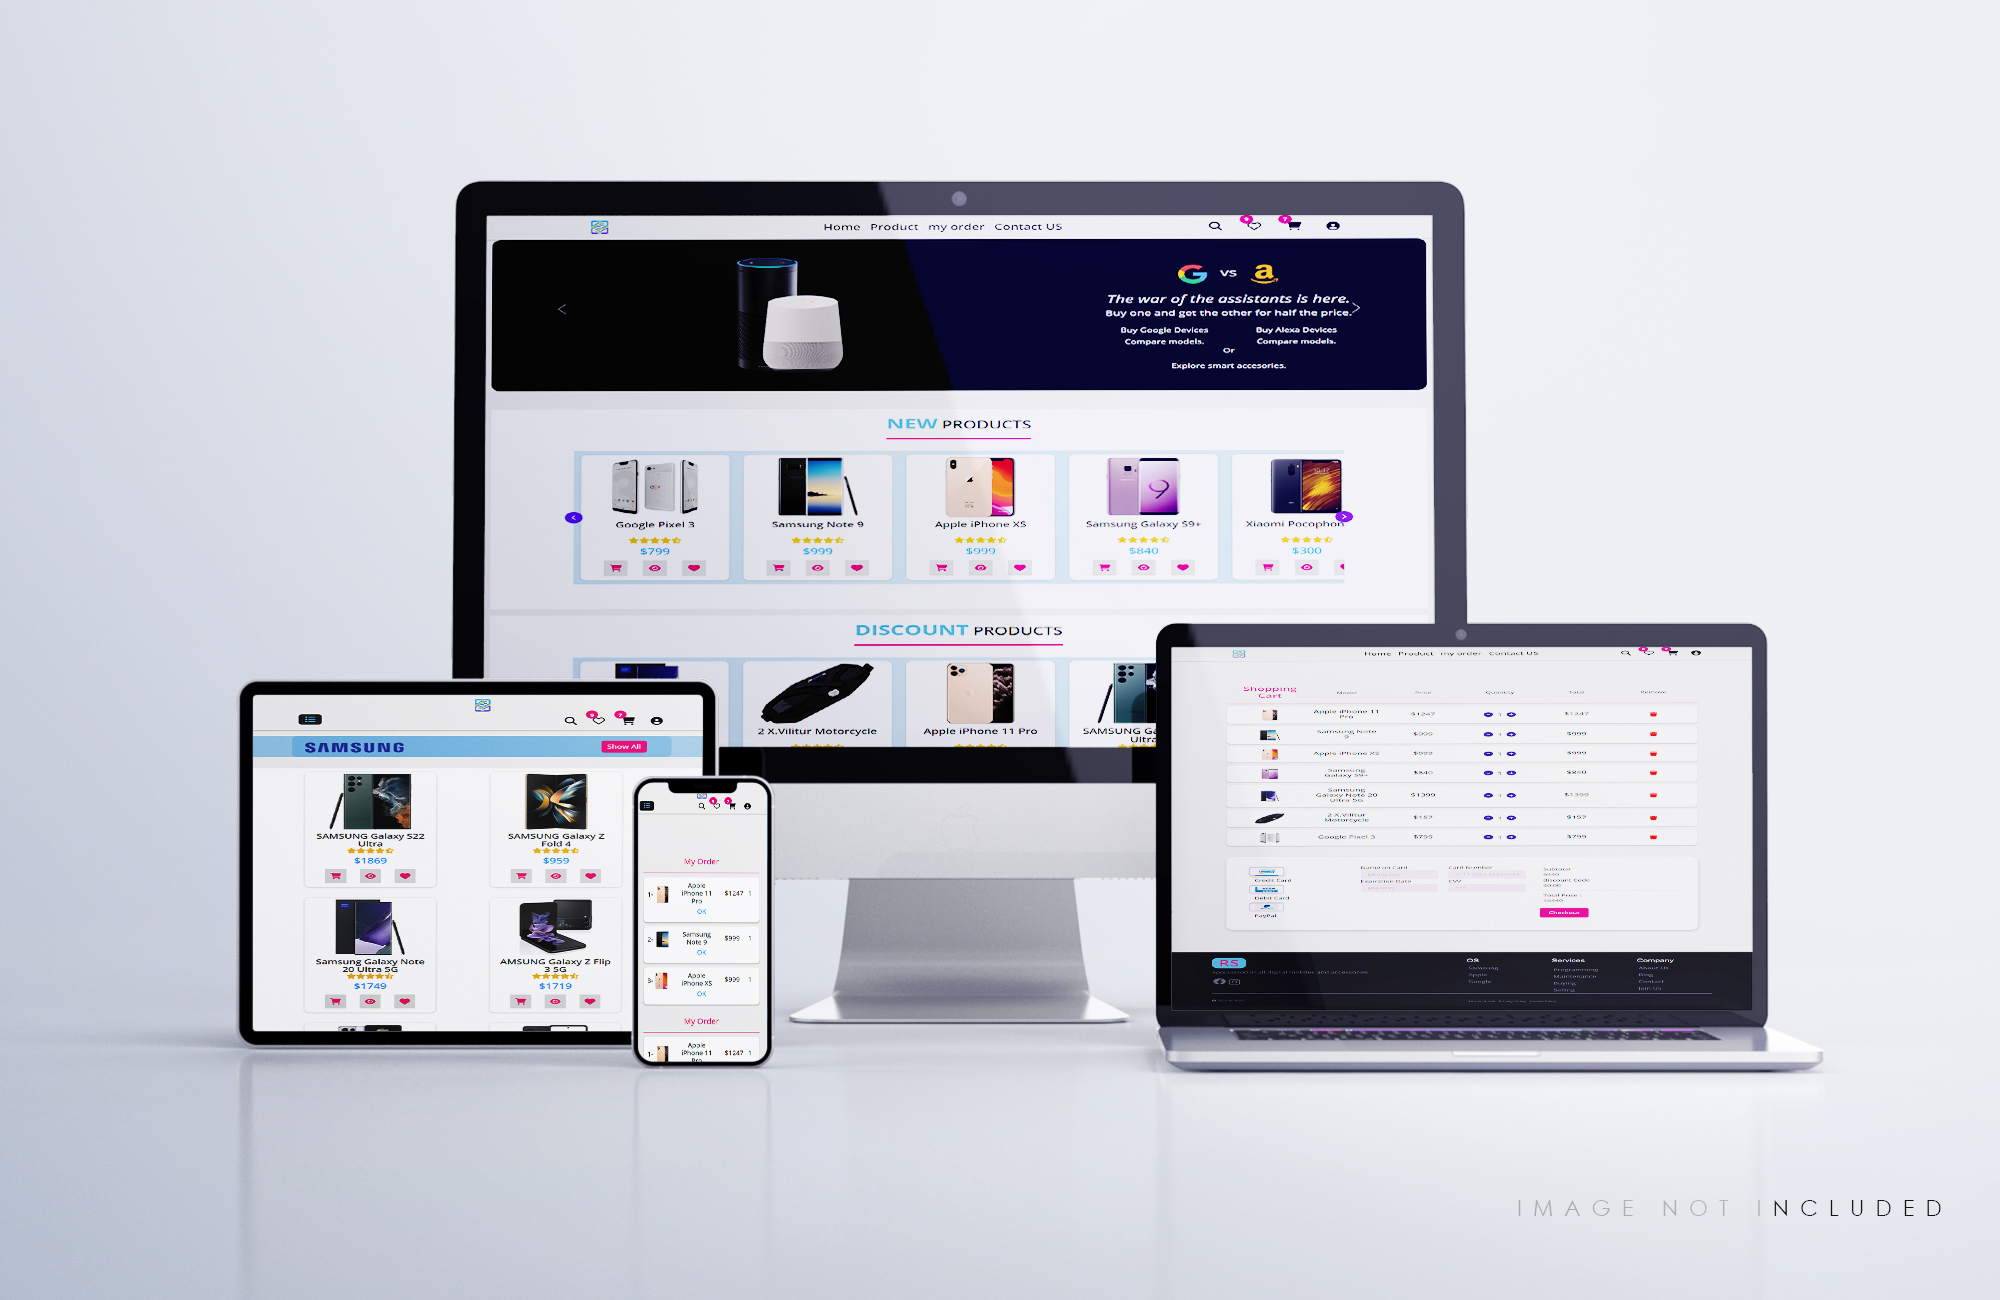 Home Product my order Contact US
G VS a
The war of the assistants is here.
Buy one and get the other for half the price.
Buy Google Devices Buy Alexa Devices
Compare models. Compare models.
Or
Explore smart accesories.
NEW PRODUCTS
Google Pixel 3 Samsung Note 9 Apple iPhone XS Samsung Galaxy S9+ Xiaomi Pocophon
$799 $999 $999 $840 $300
DISCOUNT PRODUCTS
2 X.Vilitur Motorcycle Apple iPhone 11 Pro SAMSUNG Ga
Ultra
SAMSUNG Show All
SAMSUNG Galaxy S22 SAMSUNG Galaxy Z
Ultra Fold 4
$1869 $959
Samsung Galaxy Note AMSUNG Galaxy Z Flip
20 Ultra 5G 3 5G
$1749 $1719
My Order
Apple
1- iPhone 11 $1247 1
Pro
OK
2- Samsung $999 1
Note 9
OK
Apple
3- iPhone XS $999 1
OK
My Order
Apple
1- iPhone 11 $1247 1
Pro
Home Product my order Contact US
Shopping Model Price Quantity Total Remove
Cart
Apple iPhone 11 $1247 1 $1247
Pro
Samsung Note $999 1 $999
9
Apple iPhone XS $999 1 $999
Samsung $840 1 $840
Galaxy S9+
Samsung
Galaxy Note 20 $1399 1 $1399
Ultra 5G
2 X.Vilitur $157 1 $157
Motorcycle
Google Pixel 3 $799 1 $799
Name on Card Card Number Subtotal
Credit Card Expiration Date CVV discount Code
$0.00
Debit Card Total Price :
PayPal Checkout
RS OS Services Company
Specialized in all digital mobiles and accessories
Samsung Programming About Us
Apple Maintenance Blog
Google Buying Contact
Selling Join Us
IMAGE NOT INCLUDED